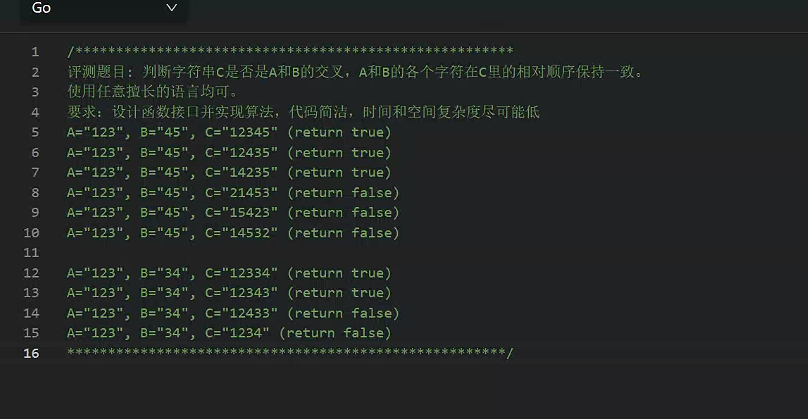 Go
1 /******************************************************
2 评测题目: 判断字符串C是否是A和B的交叉，A和B的各个字符在C里的相对顺序保持一致。
3 使用任意擅长的语言均可。
4 要求：设计函数接口并实现算法，代码简洁，时间和空间复杂度尽可能低
5 A="123", B="45", C="12345" (return true)
6 A="123", B="45", C="12435" (return true)
7 A="123", B="45", C="14235" (return true)
8 A="123", B="45", C="21453" (return false)
9 A="123", B="45", C="15423" (return false)
10 A="123", B="45", C="14532" (return false)
11
12 A="123", B="34", C="12334" (return true)
13 A="123", B="34", C="12343" (return true)
14 A="123", B="34", C="12433" (return false)
15 A="123", B="34", C="1234" (return false)
16 ******************************************************/